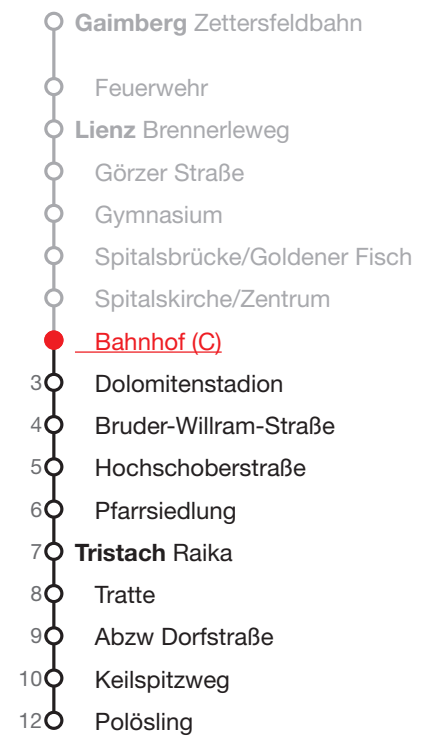 Gaimberg Zettersfeldbahn
Feuerwehr
Lienz Brennerleweg
Görzer Straße
Gymnasium
Spitalsbrücke/Goldener Fisch
Spitalskirche/Zentrum
Bahnhof (C)
3 Dolomitenstadion
4 Bruder-Willram-Straße
5 Hochschoberstraße
6 Pfarrsiedlung
7 Tristach Raika
8 Tratte
9 Abzw Dorfstraße
10 Keilspitzweg
12 Polösling